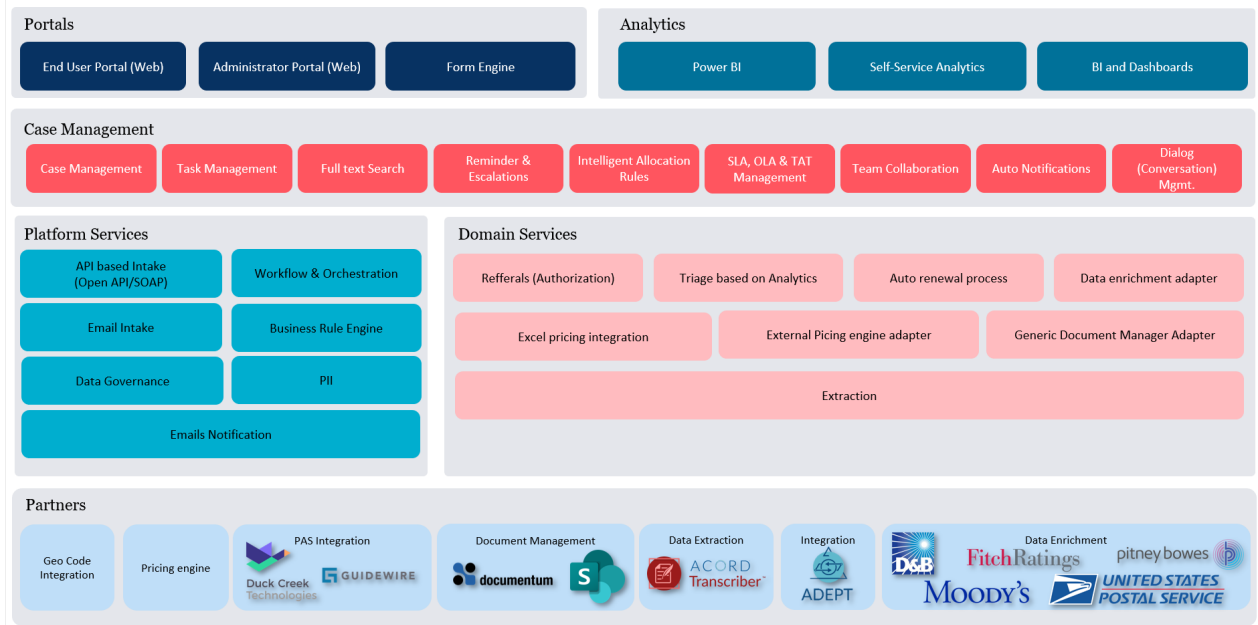 Portals
End User Portal (Web)
Administrator Portal (Web)
Form Engine
Analytics
Power BI
Self-Service Analytics
BI and Dashboards
Case Management
Case Management
Task Management
Full text Search
Reminder &
Escalations
Intelligent Allocation
Rules
SLA, OLA & TAT
Management
Team Collaboration
Auto Notifications
Dialog
(Conversation)
Mgmt.
Platform Services
API based Intake
(Open API/SOAP)
Workflow & Orchestration
Email Intake
Business Rule Engine
Data Governance
PII
Emails Notification
Domain Services
Refferals (Authorization)
Triage based on Analytics
Auto renewal process
Data enrichment adapter
Excel pricing integration
External Picing engine adapter
Generic Document Manager Adapter
Extraction
Partners
Geo Code
Integration
Pricing engine
PAS Integration
Duck Creek
Technologies
GUIDEWIRE
Document Management
documentum
S
Data Extraction
ACORD
Transcriber
Integration
ADEPT
Data Enrichment
D&B
FitchRatings
pitney bowes
MOODY'S
UNITED STATES
POSTAL SERVICE